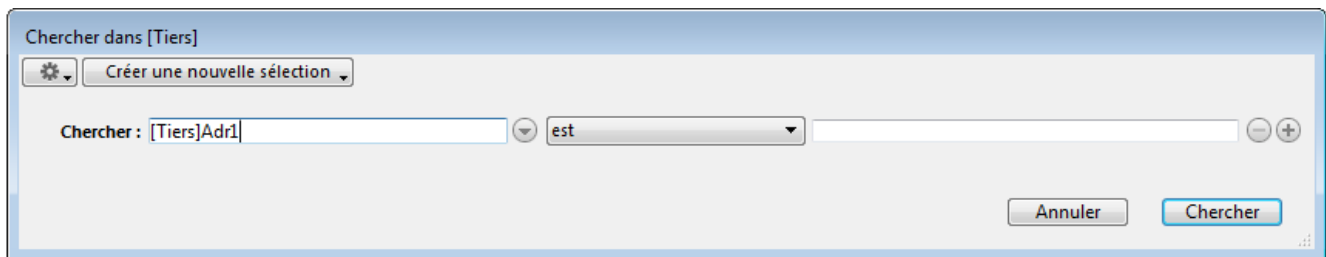 Chercher dans [Tiers]
Créer une nouvelle sélection
Chercher : [Tiers]Adr1 est
Annuler Chercher